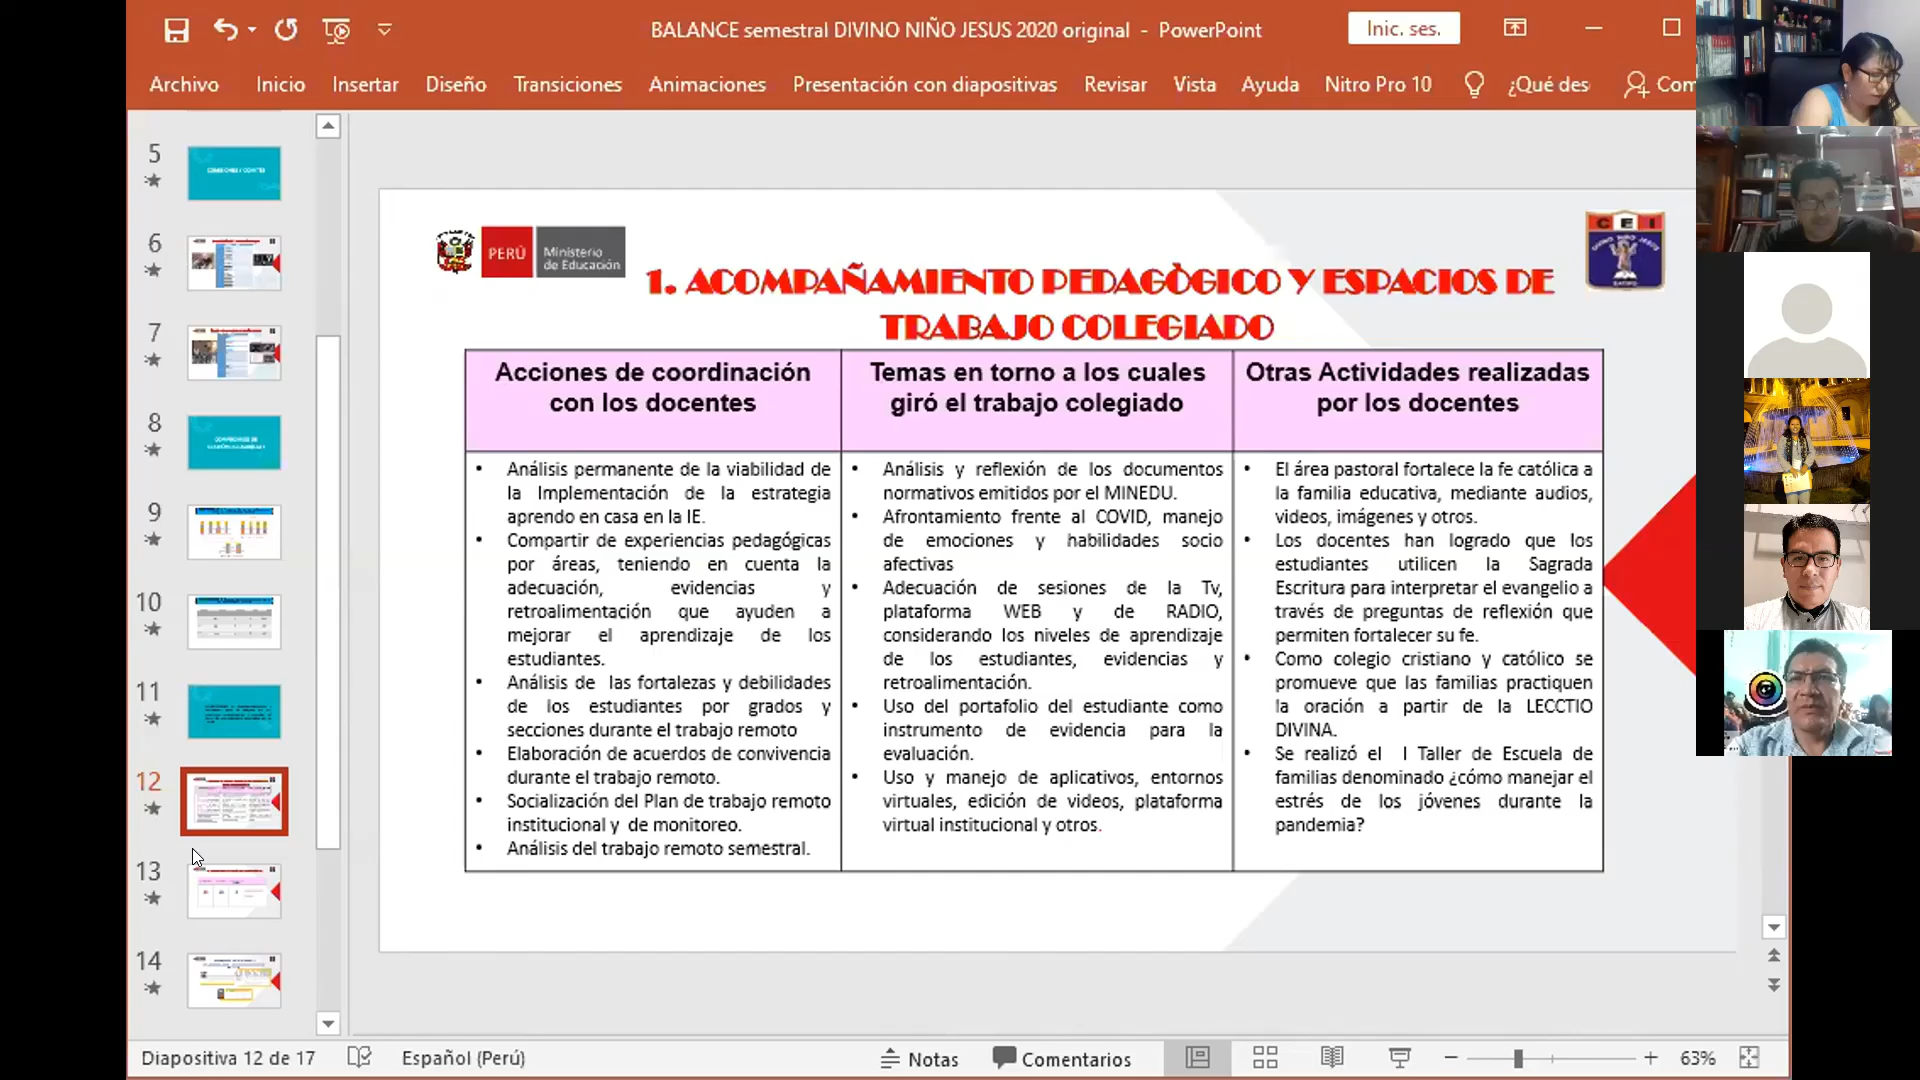 BALANCE semestral DIVINO NIÑO JESUS 2020 original - PowerPoint
Inic. ses.
Archivo Inicio Insertar Diseño Transiciones Animaciones Presentación con diapositivas Revisar Vista Ayuda Nitro Pro 10 ¿Qué des Com
5
6
7
8
9
10
11
12
13
14
PERÚ
Ministerio
de Educación
CEI
DIVINO NIÑO JESUS
1. ACOMPAÑAMIENTO PEDAGÒGICO Y ESPACIOS DE
TRABAJO COLEGIADO
Acciones de coordinación
con los docentes
• Análisis permanente de la viabilidad de
la Implementación de la estrategia
aprendo en casa en la IE.
• Compartir de experiencias pedagógicas
por áreas, teniendo en cuenta la
adecuación, evidencias y
retroalimentación que ayuden a
mejorar el aprendizaje de los
estudiantes.
• Análisis de las fortalezas y debilidades
de los estudiantes por grados y
secciones durante el trabajo remoto
• Elaboración de acuerdos de convivencia
durante el trabajo remoto.
• Socialización del Plan de trabajo remoto
institucional y de monitoreo.
• Análisis del trabajo remoto semestral.
Temas en torno a los cuales
giró el trabajo colegiado
• Análisis y reflexión de los documentos
normativos emitidos por el MINEDU.
• Afrontamiento frente al COVID, manejo
de emociones y habilidades socio
afectivas
• Adecuación de sesiones de la Tv,
plataforma WEB y de RADIO,
considerando los niveles de aprendizaje
de los estudiantes, evidencias y
retroalimentación.
• Uso del portafolio del estudiante como
instrumento de evidencia para la
evaluación.
• Uso y manejo de aplicativos, entornos
virtuales, edición de videos, plataforma
virtual institucional y otros.
Otras Actividades realizadas
por los docentes
• El área pastoral fortalece la fe católica a
la familia educativa, mediante audios,
videos, imágenes y otros.
• Los docentes han logrado que los
estudiantes utilicen la Sagrada
Escritura para interpretar el evangelio a
través de preguntas de reflexión que
permiten fortalecer su fe.
• Como colegio cristiano y católico se
promueve que las familias practiquen
la oración a partir de la LECCTIO
DIVINA.
• Se realizó el I Taller de Escuela de
familias denominado ¿cómo manejar el
estrés de los jóvenes durante la
pandemia?
Diapositiva 12 de 17 Español (Perú) Notas Comentarios 63%